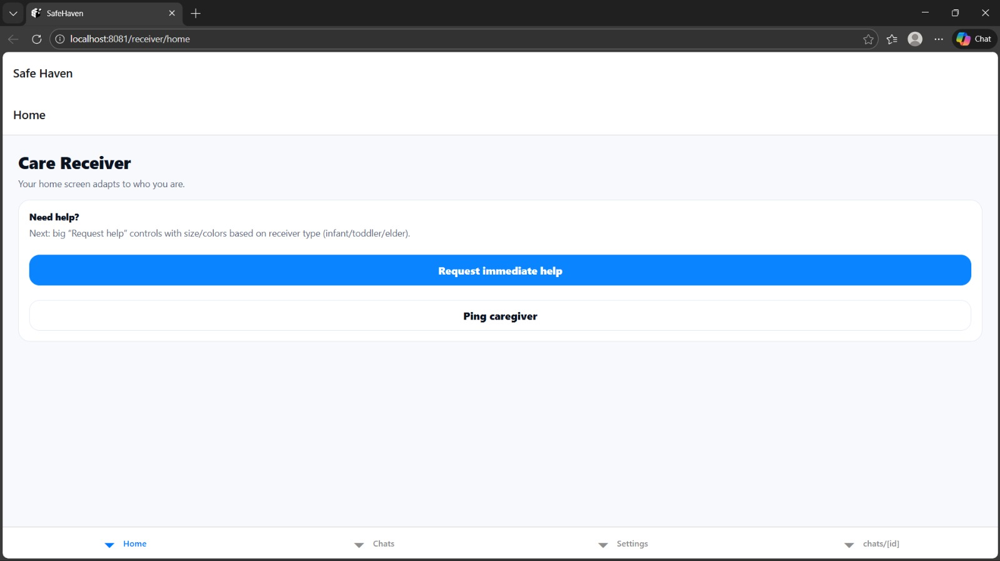 SafeHaven
localhost:8081/receiver/home
Chat
Safe Haven
Home
Care Receiver
Your home screen adapts to who you are.
Need help?
Next: big “Request help” controls with size/colors based on receiver type (infant/toddler/elder).
Request immediate help
Ping caregiver
Home
Chats
Settings
chats/[id]